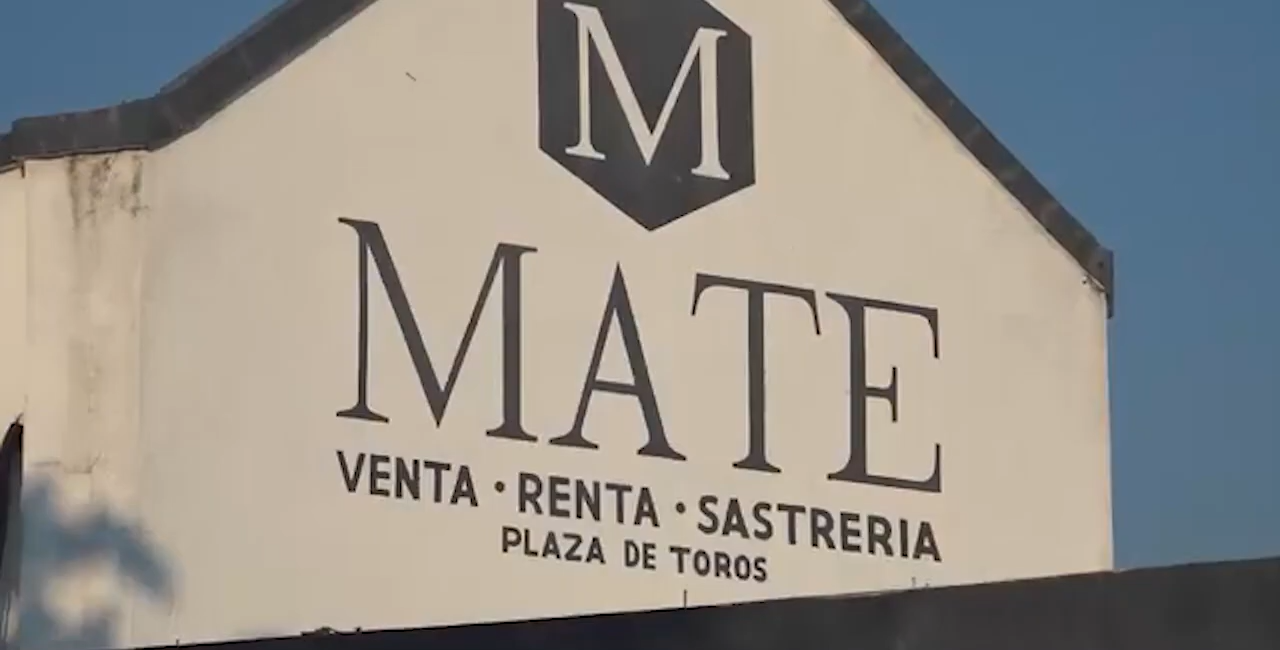 M
MATE
VENTA · RENTA · SASTRERIA
PLAZA DE TOROS